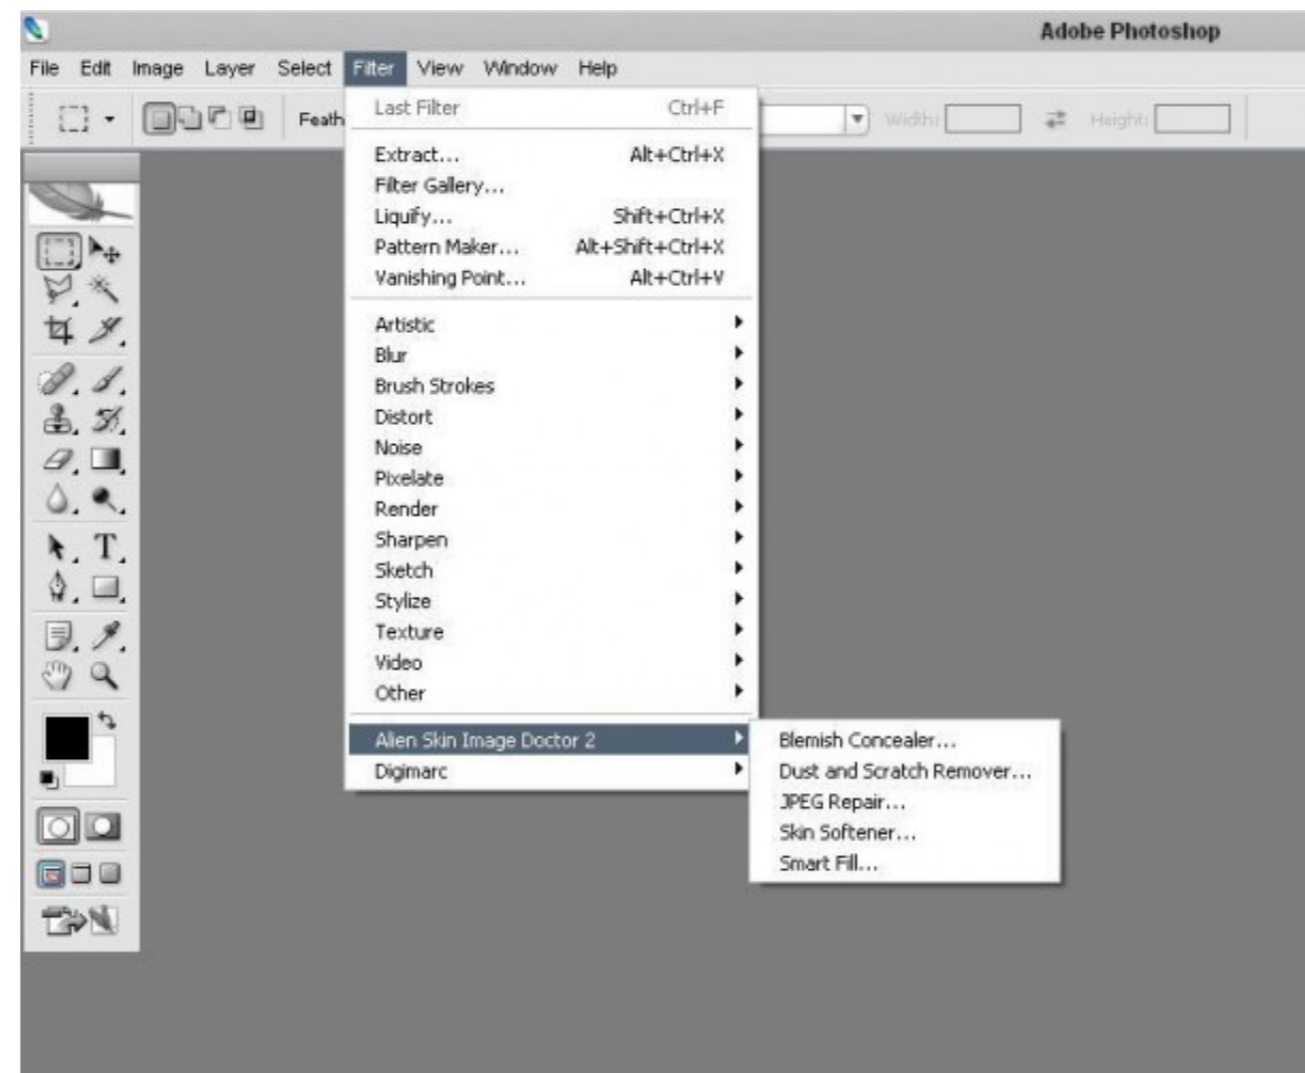 Adobe Photoshop
File Edit Image Layer Select Filter View Window Help
Feath Width: Height:
Last Filter Ctrl+F
Extract... Alt+Ctrl+X
Filter Gallery...
Liquify... Shift+Ctrl+X
Pattern Maker... Alt+Shift+Ctrl+X
Vanishing Point... Alt+Ctrl+V
Artistic
Blur
Brush Strokes
Distort
Noise
Pixelate
Render
Sharpen
Sketch
Stylize
Texture
Video
Other
Alien Skin Image Doctor 2
Digimarc
Blemish Concealer...
Dust and Scratch Remover...
JPEG Repair...
Skin Softener...
Smart Fill...